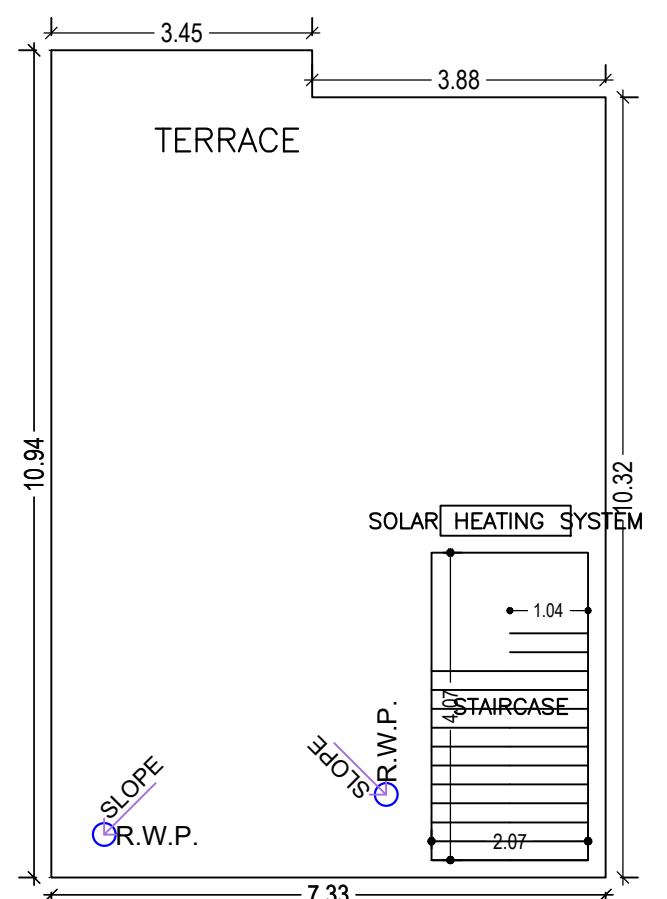 3.45
3.88
TERRACE
10.94
10.32
SOLAR HEATING SYSTEM
1.04
4.07
STAIRCASE
SLOPE
R.W.P.
SLOPE
R.W.P.
2.07
7.33